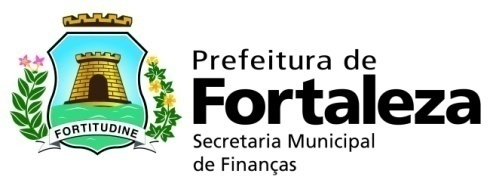 FORTITUDINE
Prefeitura de
Fortaleza
Secretaria Municipal
de Finanças